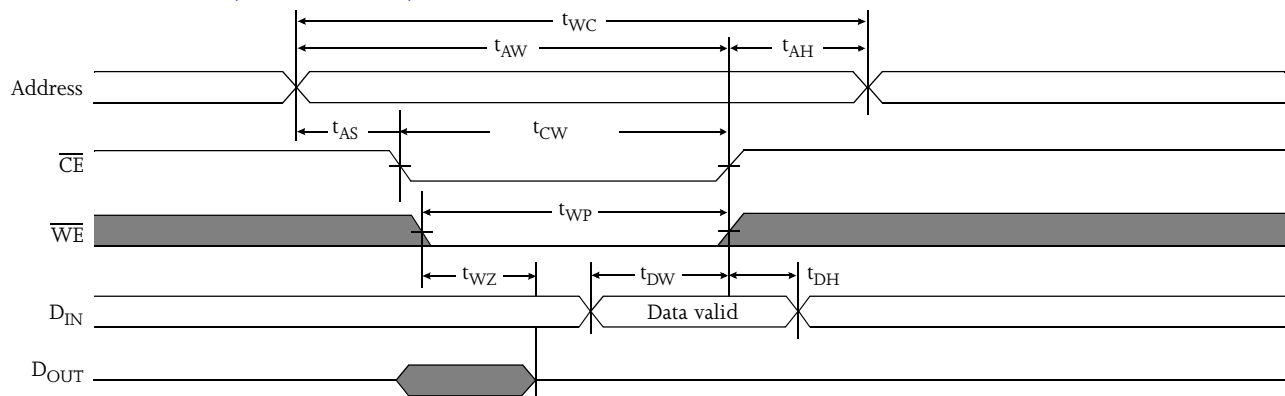 tWC
tAW tAH
Address
tAS tCW
CE
tWP
WE
tWZ tDW tDH
DIN Data valid
DOUT